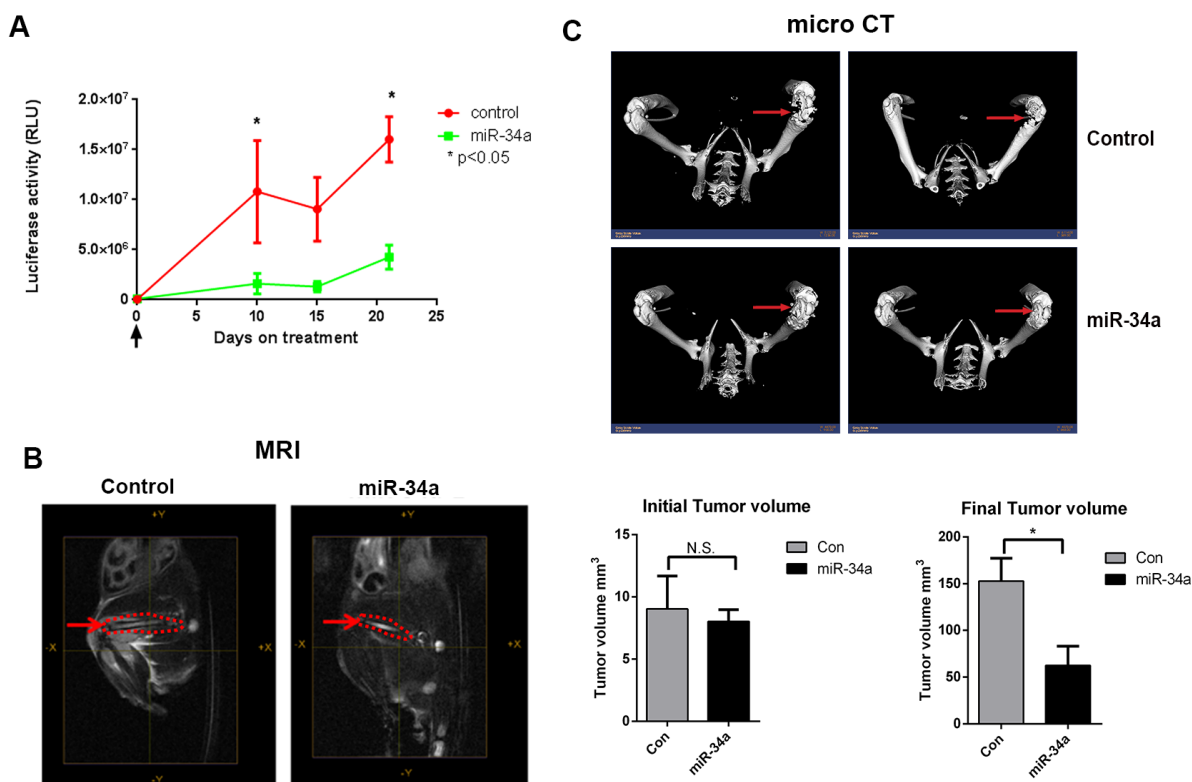 A
Luciferase activity (RLU)
2.0×10⁷
1.5×10⁷
1.0×10⁷
5.0×10⁶
0
0 5 10 15 20 25
Days on treatment
* *
control
miR-34a
* p<0.05
B
MRI
Control miR-34a
+Y +Y
-X +X -X +X
-Y -Y
C
micro CT
Control
miR-34a
Initial Tumor volume
Tumor volume mm³
15
10
5
0
N.S.
Con
miR-34a
Con miR-34a
Final Tumor volume
Tumor volume mm³
200
150
100
50
0
*
Con
miR-34a
Con miR-34a